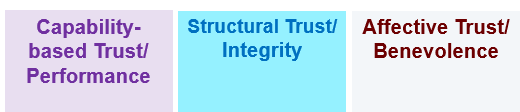 Capability-
based Trust/
Performance
Structural Trust/
Integrity
Affective Trust/
Benevolence